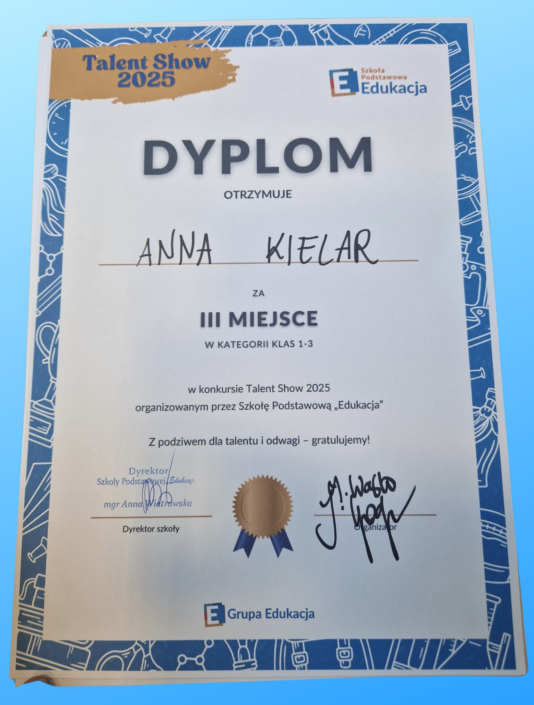 Talent Show
2025
Szkoła
Podstawowa
Edukacja
DYPLOM
OTRZYMUJE
ANNA KIELAR
ZA
III MIEJSCE
W KATEGORII KLAS 1-3
w konkursie Talent Show 2025
organizowanym przez Szkołę Podstawową „Edukacja”
Z podziwem dla talentu i odwagi – gratulujemy!
Dyrektor
Szkoły Podstawowej „Edukacja”
mgr Anna Wiatrowska
Dyrektor szkoły
Organizator
Grupa Edukacja